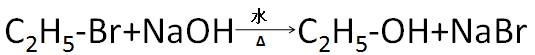 C₂H₅-Br+NaOH 水/Δ→ C₂H₅-OH+NaBr